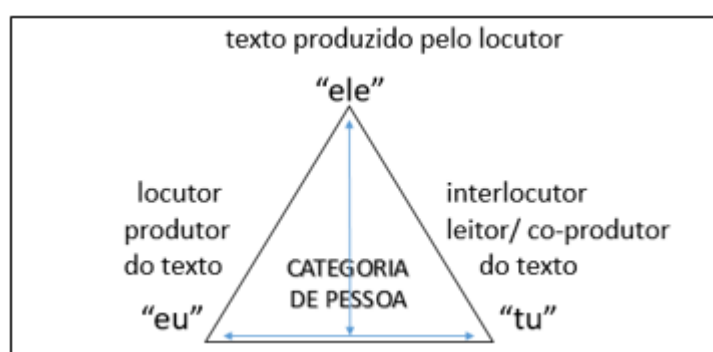 texto produzido pelo locutor
“ele”
locutor
produtor
do texto
“eu”
CATEGORIA
DE PESSOA
interlocutor
leitor/ co-produtor
do texto
“tu”